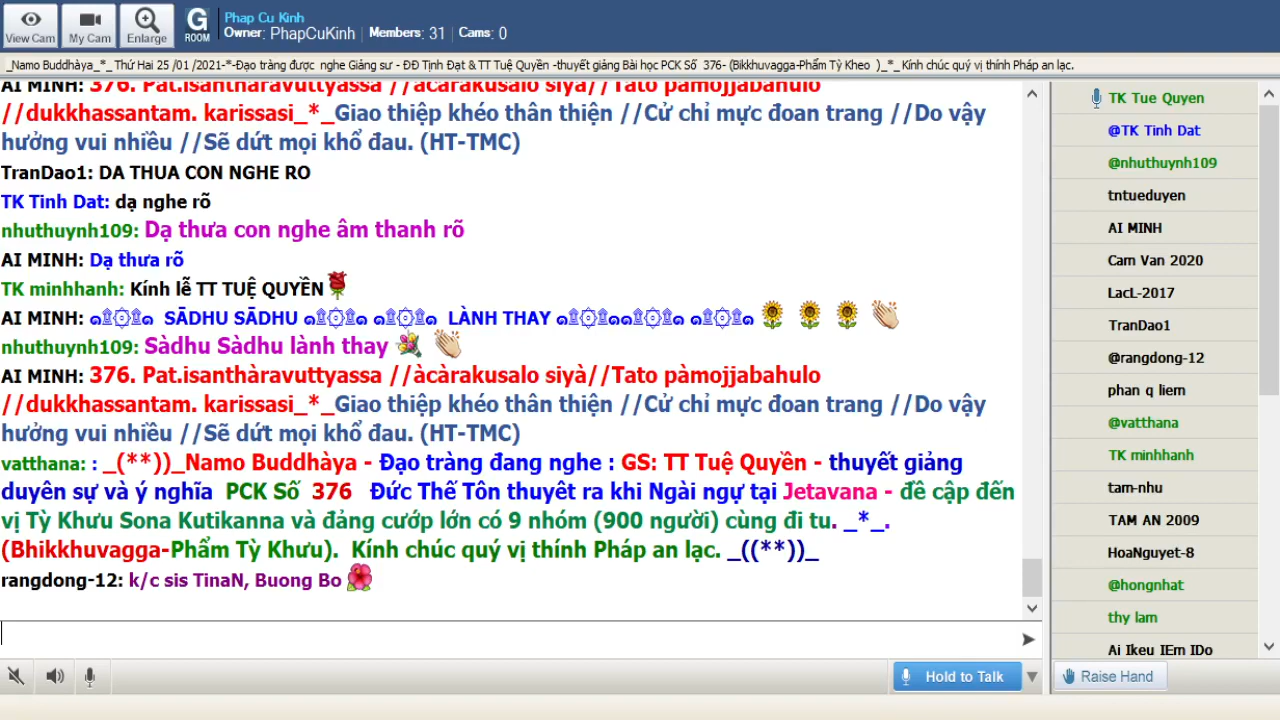 View Cam
My Cam
Enlarge
G
ROOM
Phap Cu Kinh
Owner: PhapCuKinh | Members: 31 | Cams: 0
_Namo Buddhàya_*_ Thứ Hai 25 /01 /2021-*-Đạo tràng được nghe Giảng sư - ĐĐ Tịnh Đạt & TT Tuệ Quyền -thuyết giảng Bài học PCK Số 376- (Bikkhuvagga-Phẩm Tỳ Kheo )_*_ Kính chúc quý vị thính Pháp an lạc.
AI MINH: 376. Pat.isanthàravuttyassa //àcàrakusalo siyà//Tato pàmojjabahulo
//dukkhassantam. karissasi_*_Giao thiệp khéo thân thiện //Cử chỉ mực đoan trang //Do vậy
hưởng vui nhiều //Sẽ dứt mọi khổ đau. (HT-TMC)
TranDao1: DA THUA CON NGHE RO
TK Tinh Dat: dạ nghe rõ
nhuthuynh109: Dạ thưa con nghe âm thanh rõ
AI MINH: Dạ thưa rõ
TK minhhanh: Kính lễ TT TUỆ QUYỀN
AI MINH: SĀDHU SĀDHU LÀNH THAY
nhuthuynh109: Sàdhu Sàdhu lành thay
AI MINH: 376. Pat.isanthàravuttyassa //àcàrakusalo siyà//Tato pàmojjabahulo
//dukkhassantam. karissasi_*_Giao thiệp khéo thân thiện //Cử chỉ mực đoan trang //Do vậy
hưởng vui nhiều //Sẽ dứt mọi khổ đau. (HT-TMC)
vatthana: : _(**))_Namo Buddhàya - Đạo tràng đang nghe : GS: TT Tuệ Quyền - thuyết giảng
duyên sự và ý nghĩa PCK Số 376 Đức Thế Tôn thuyết ra khi Ngài ngự tại Jetavana - đề cập đến
vị Tỳ Khưu Sona Kutikanna và đảng cướp lớn có 9 nhóm (900 người) cùng đi tu. _*_.
(Bhikkhuvagga-Phẩm Tỳ Khưu). Kính chúc quý vị thính Pháp an lạc. _((**))_
rangdong-12: k/c sis TinaN, Buong Bo
Hold to Talk
TK Tue Quyen
@TK Tinh Dat
@nhuthuynh109
tntueduyen
AI MINH
Cam Van 2020
LacL-2017
TranDao1
@rangdong-12
phan q liem
@vatthana
TK minhhanh
tam-nhu
TAM AN 2009
HoaNguyet-8
@hongnhat
thy lam
Ai Ikeu IEm IDo
Raise Hand